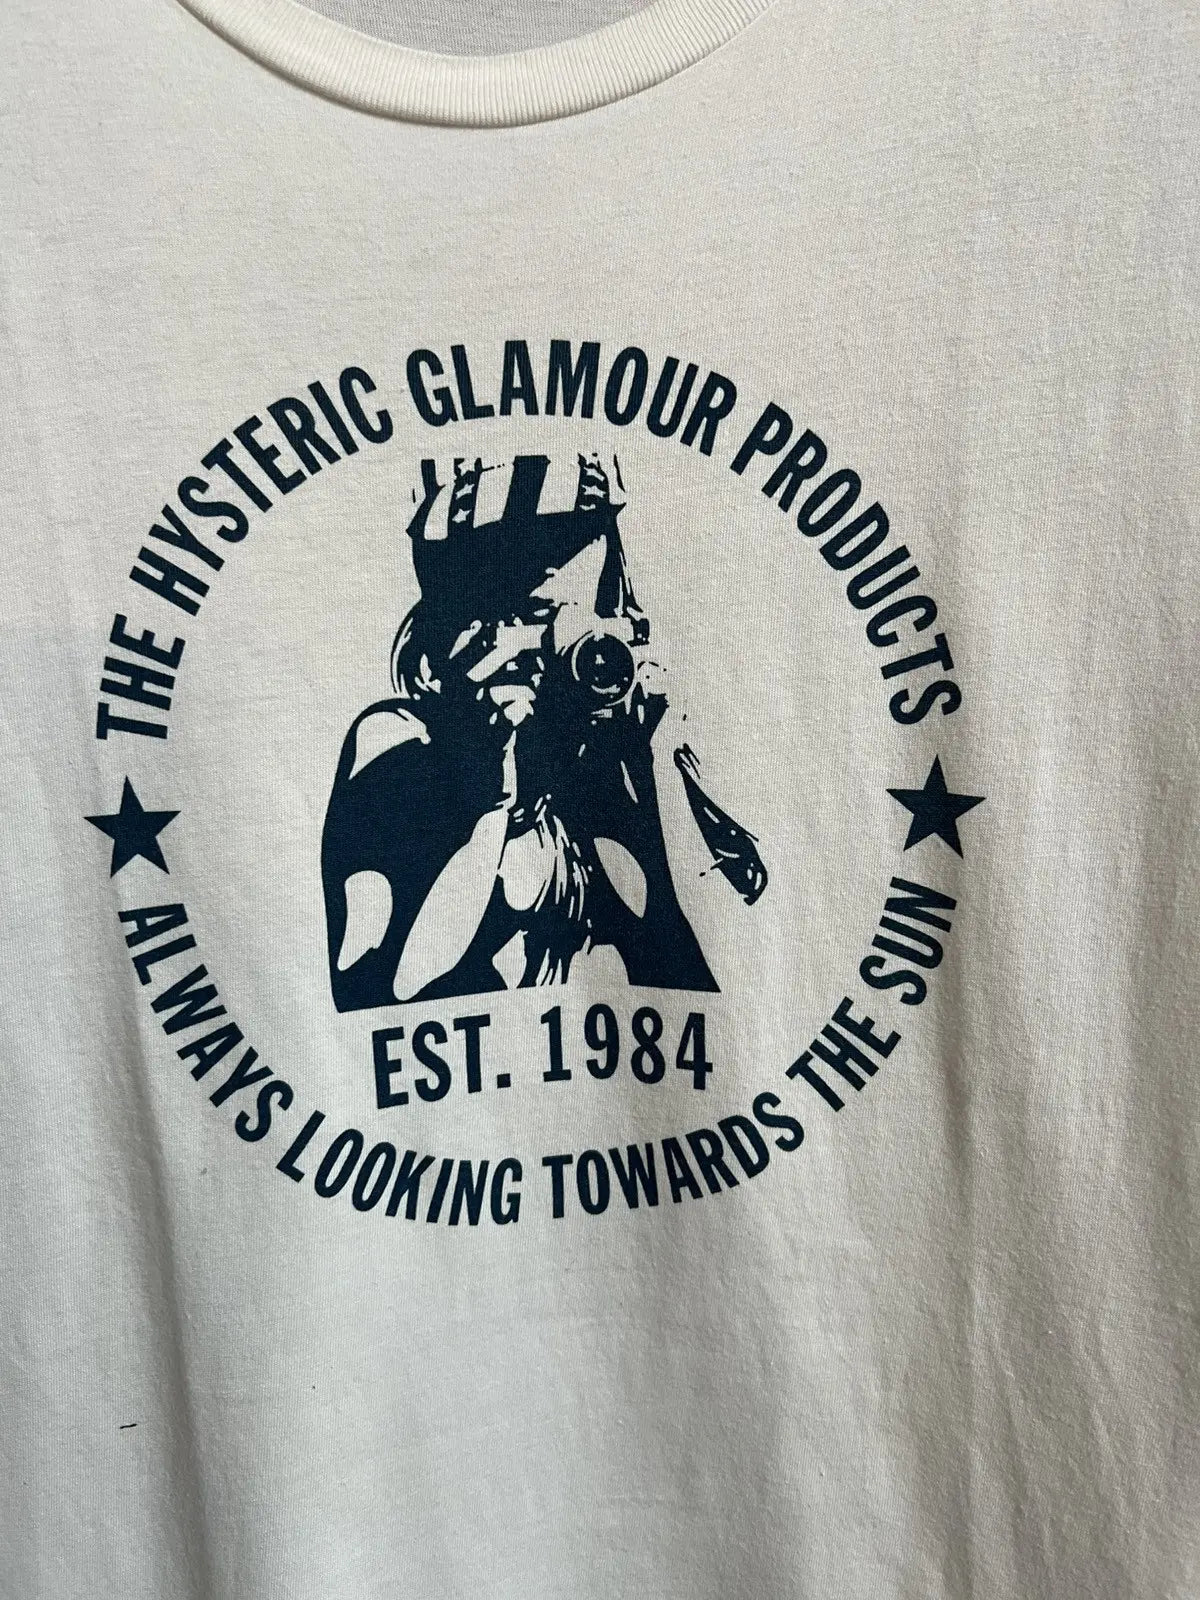 THE HYSTERIC GLAMOUR PRODUCTS
EST. 1984
ALWAYS LOOKING TOWARDS THE SUN